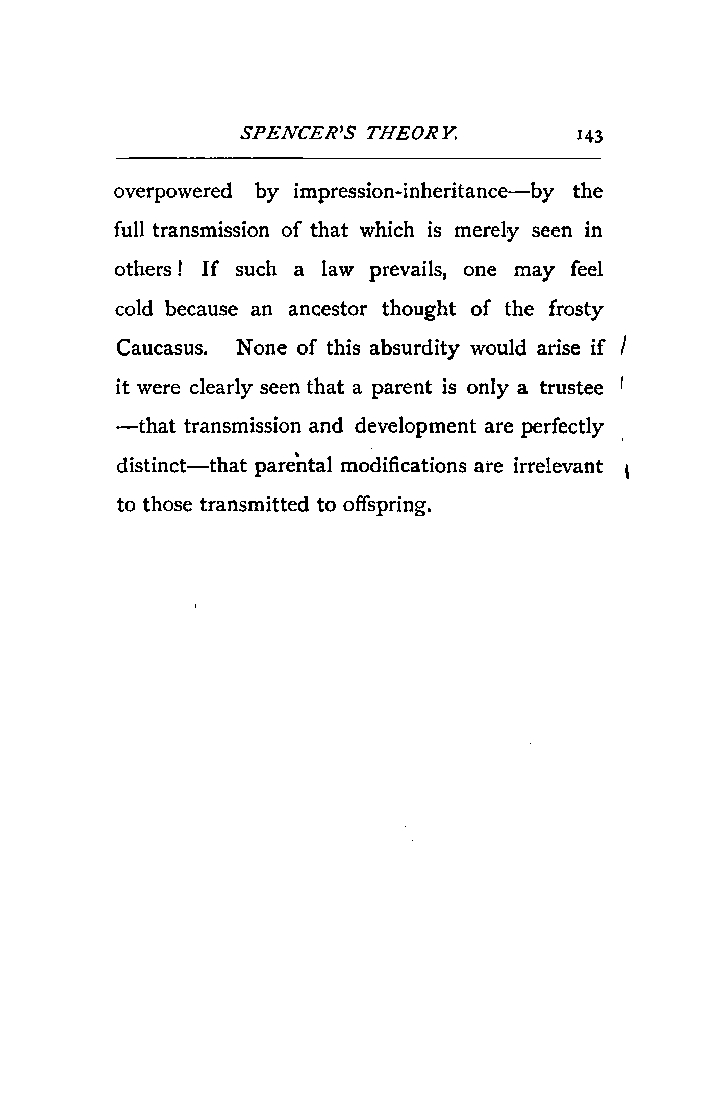 SPENCER'S THEORY. 143
overpowered by impression-inheritance—by the
full transmission of that which is merely seen in
others! If such a law prevails, one may feel
cold because an ancestor thought of the frosty
Caucasus. None of this absurdity would arise if
it were clearly seen that a parent is only a trustee
—that transmission and development are perfectly
distinct—that parental modifications are irrelevant
to those transmitted to offspring.